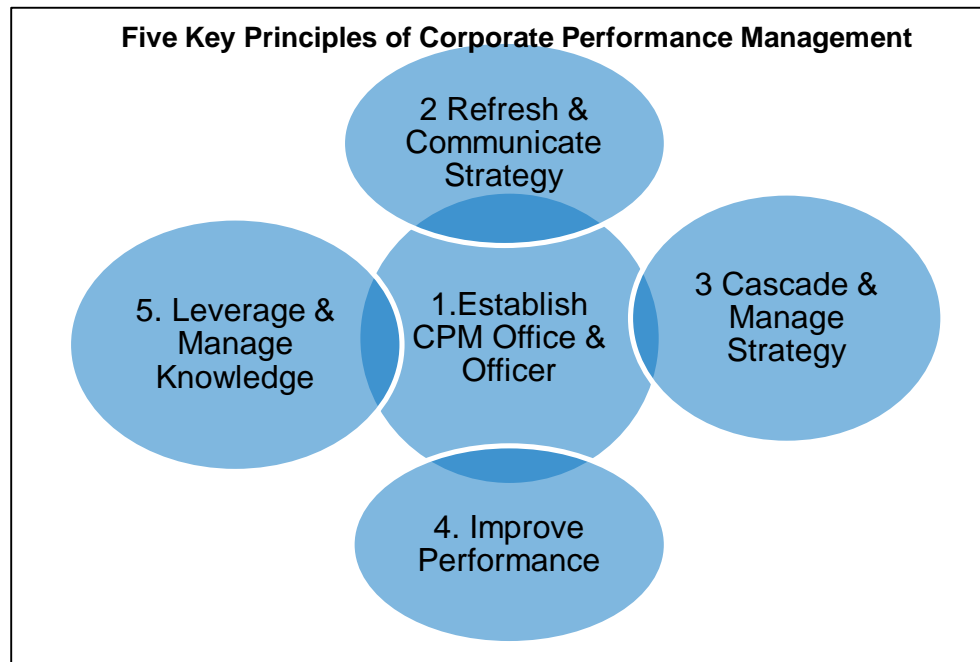 Five Key Principles of Corporate Performance Management
2 Refresh &
Communicate
Strategy
1.Establish
CPM Office &
Officer
3 Cascade &
Manage
Strategy
4. Improve
Performance
5. Leverage &
Manage
Knowledge